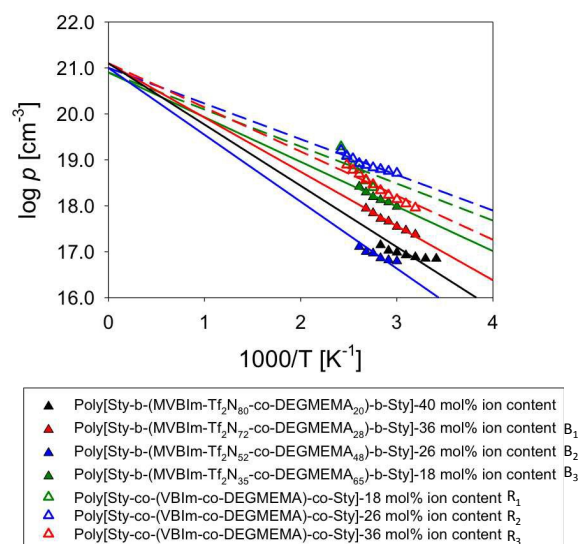 22.0
21.0
20.0
19.0
18.0
17.0
16.0
log p [cm⁻³]
0 1 2 3 4
1000/T [K⁻¹]
Poly[Sty-b-(MVBIm-Tf₂N₈₀-co-DEGMEMA₂₀)-b-Sty]-40 mol% ion content
Poly[Sty-b-(MVBIm-Tf₂N₇₂-co-DEGMEMA₂₈)-b-Sty]-36 mol% ion content B₁
Poly[Sty-b-(MVBIm-Tf₂N₅₂-co-DEGMEMA₄₈)-b-Sty]-26 mol% ion content B₂
Poly[Sty-b-(MVBIm-Tf₂N₃₅-co-DEGMEMA₆₅)-b-Sty]-18 mol% ion content B₃
Poly[Sty-co-(VBIm-co-DEGMEMA)-co-Sty]-18 mol% ion content R₁
Poly[Sty-co-(VBIm-co-DEGMEMA)-co-Sty]-26 mol% ion content R₂
Poly[Sty-co-(VBIm-co-DEGMEMA)-co-Sty]-36 mol% ion content R₃